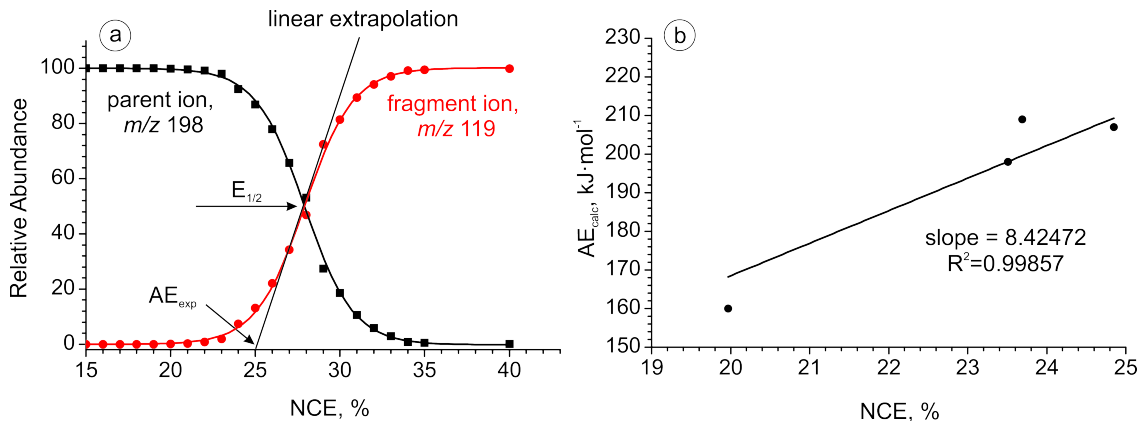 a
linear extrapolation
100
80
60
40
20
0
Relative Abundance
parent ion,
m/z 198
fragment ion,
m/z 119
E1/2
AEexp
15
20
25
30
35
40
NCE, %
b
230
220
210
200
190
180
170
160
150
AEcalc, kJ·mol-1
slope = 8.42472
R2=0.99857
19
20
21
22
23
24
25
NCE, %